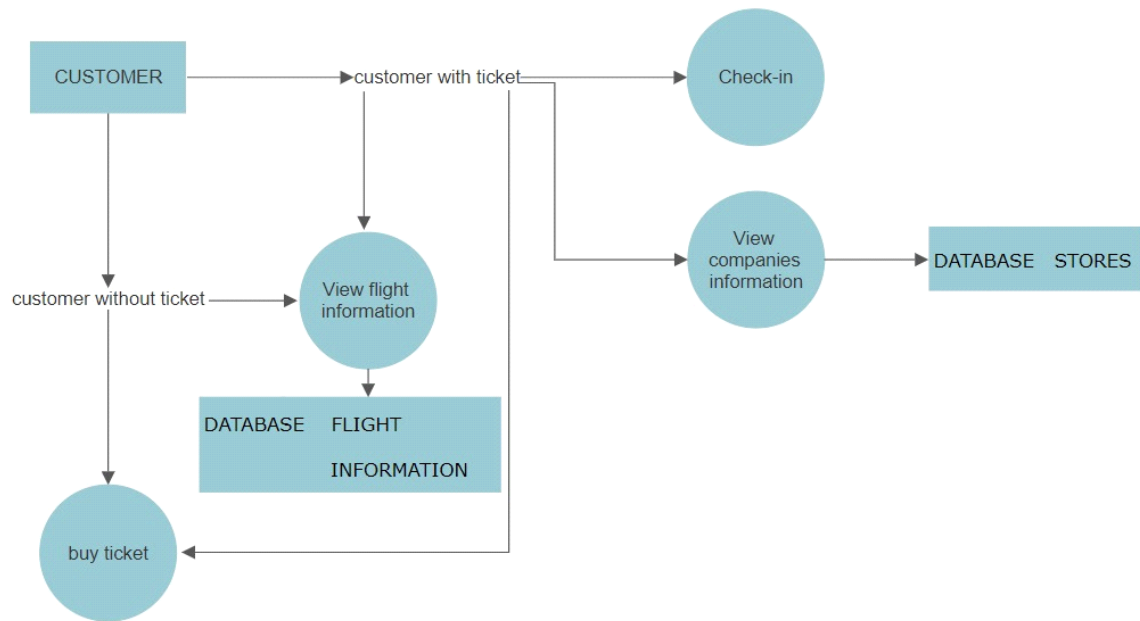 CUSTOMER
customer with ticket
Check-in
View
companies
information
DATABASE STORES
customer without ticket
View flight
information
DATABASE FLIGHT
INFORMATION
buy ticket